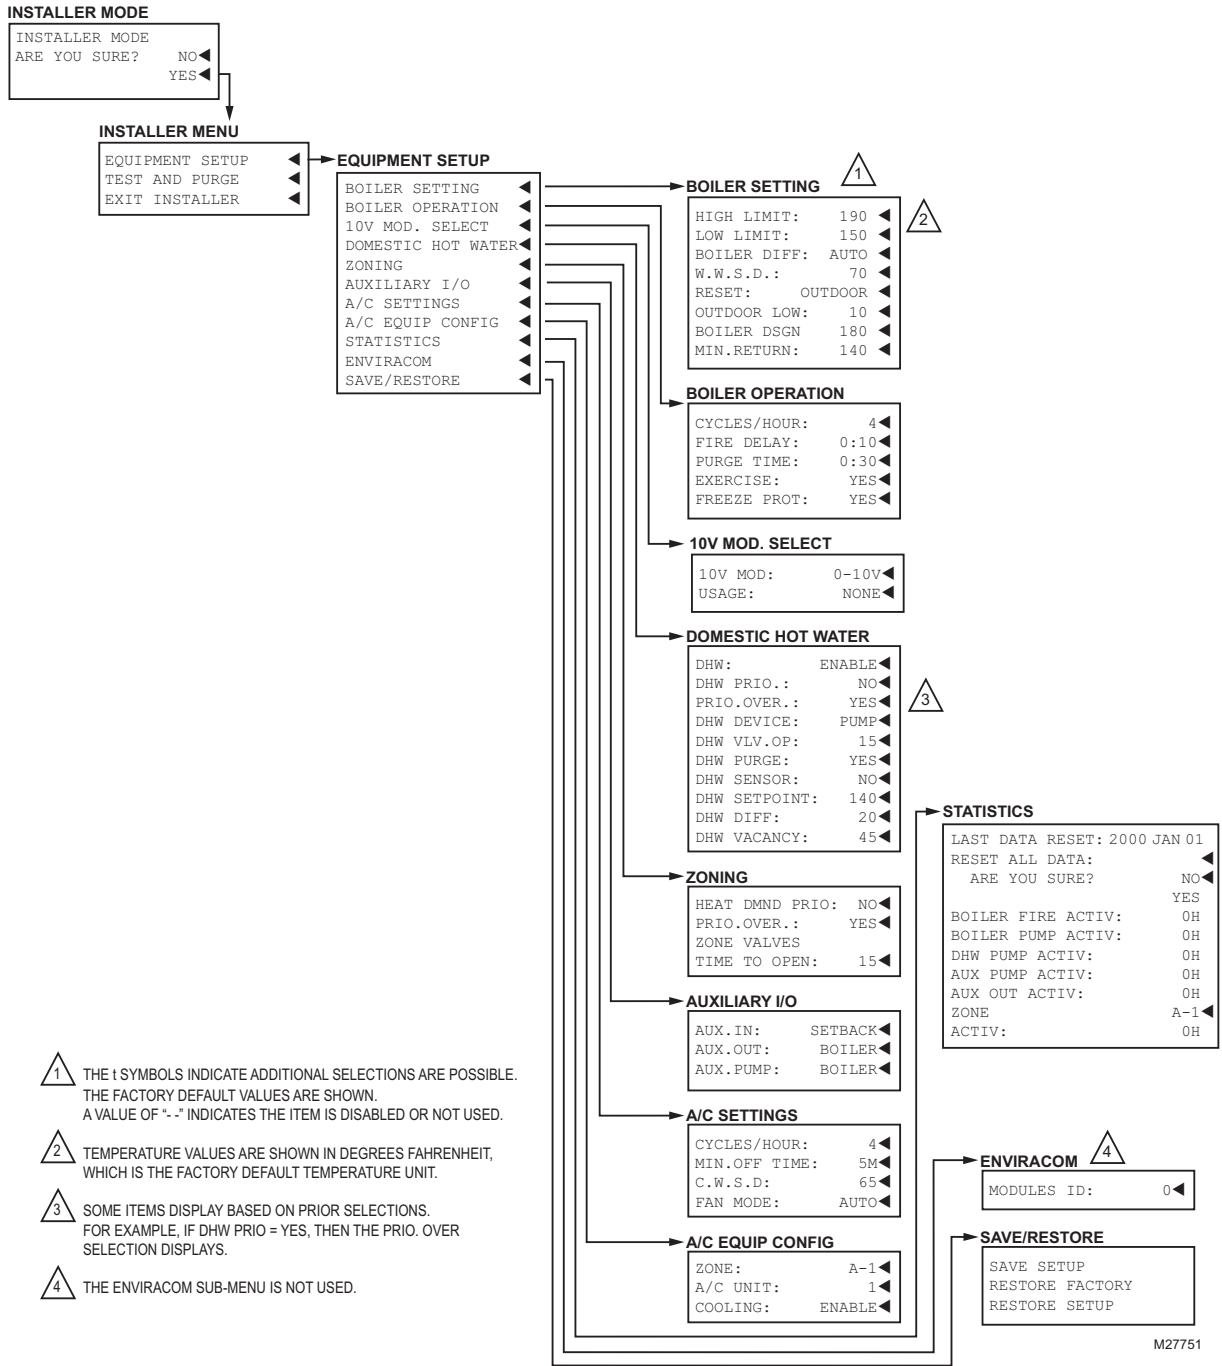 INSTALLER MODE
INSTALLER MODE
ARE YOU SURE? NO◀
YES◀
INSTALLER MENU
EQUIPMENT SETUP ◀
TEST AND PURGE ◀
EXIT INSTALLER ◀
EQUIPMENT SETUP
BOILER SETTING ◀
BOILER OPERATION ◀
10V MOD. SELECT ◀
DOMESTIC HOT WATER◀
ZONING ◀
AUXILIARY I/O ◀
A/C SETTINGS ◀
A/C EQUIP CONFIG ◀
STATISTICS ◀
ENVIRACOM ◀
SAVE/RESTORE ◀
BOILER SETTING 1
HIGH LIMIT: 190 ◀ 2
LOW LIMIT: 150 ◀
BOILER DIFF: AUTO ◀
W.W.S.D.: 70 ◀
RESET: OUTDOOR ◀
OUTDOOR LOW: 10 ◀
BOILER DSGN 180 ◀
MIN.RETURN: 140 ◀
BOILER OPERATION
CYCLES/HOUR: 4◀
FIRE DELAY: 0:10◀
PURGE TIME: 0:30◀
EXERCISE: YES◀
FREEZE PROT: YES◀
10V MOD. SELECT
10V MOD: 0-10V◀
USAGE: NONE◀
DOMESTIC HOT WATER
DHW: ENABLE◀
DHW PRIO.: NO◀
PRIO.OVER.: YES◀ 3
DHW DEVICE: PUMP◀
DHW VLV.OP: 15◀
DHW PURGE: YES◀
DHW SENSOR: NO◀
DHW SETPOINT: 140◀
DHW DIFF: 20◀
DHW VACANCY: 45◀
ZONING
HEAT DMND PRIO: NO◀
PRIO.OVER.: YES◀
ZONE VALVES
TIME TO OPEN: 15◀
AUXILIARY I/O
AUX.IN: SETBACK◀
AUX.OUT: BOILER◀
AUX.PUMP: BOILER◀
A/C SETTINGS
CYCLES/HOUR: 4◀
MIN.OFF TIME: 5M◀
C.W.S.D: 65◀
FAN MODE: AUTO◀
A/C EQUIP CONFIG
ZONE: A-1◀
A/C UNIT: 1◀
COOLING: ENABLE◀
STATISTICS
LAST DATA RESET: 2000 JAN 01
RESET ALL DATA: ◀
ARE YOU SURE? NO◀
YES
BOILER FIRE ACTIV: 0H
BOILER PUMP ACTIV: 0H
DHW PUMP ACTIV: 0H
AUX PUMP ACTIV: 0H
AUX OUT ACTIV: 0H
ZONE A-1◀
ACTIV: 0H
ENVIRACOM 4
MODULES ID: 0◀
SAVE/RESTORE
SAVE SETUP
RESTORE FACTORY
RESTORE SETUP
1 THE t SYMBOLS INDICATE ADDITIONAL SELECTIONS ARE POSSIBLE.
THE FACTORY DEFAULT VALUES ARE SHOWN.
A VALUE OF “- -” INDICATES THE ITEM IS DISABLED OR NOT USED.
2 TEMPERATURE VALUES ARE SHOWN IN DEGREES FAHRENHEIT,
WHICH IS THE FACTORY DEFAULT TEMPERATURE UNIT.
3 SOME ITEMS DISPLAY BASED ON PRIOR SELECTIONS.
FOR EXAMPLE, IF DHW PRIO = YES, THEN THE PRIO. OVER
SELECTION DISPLAYS.
4 THE ENVIRACOM SUB-MENU IS NOT USED.
M27751